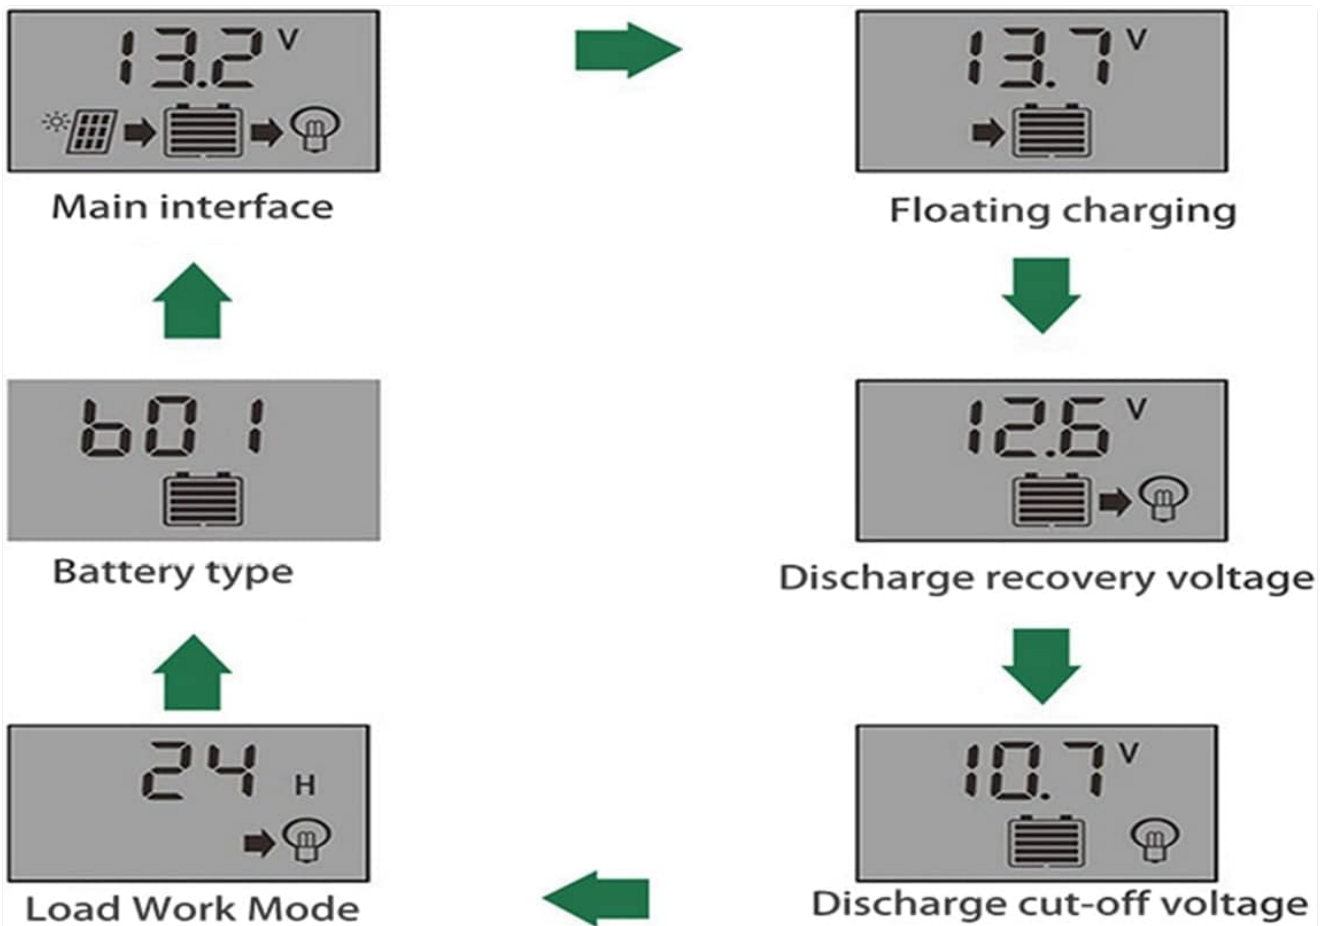 13.2 V
13.7 V
Main interface
Floating charging
b01
12.6 V
Battery type
Discharge recovery voltage
24 H
10.7 V
Load Work Mode
Discharge cut-off voltage